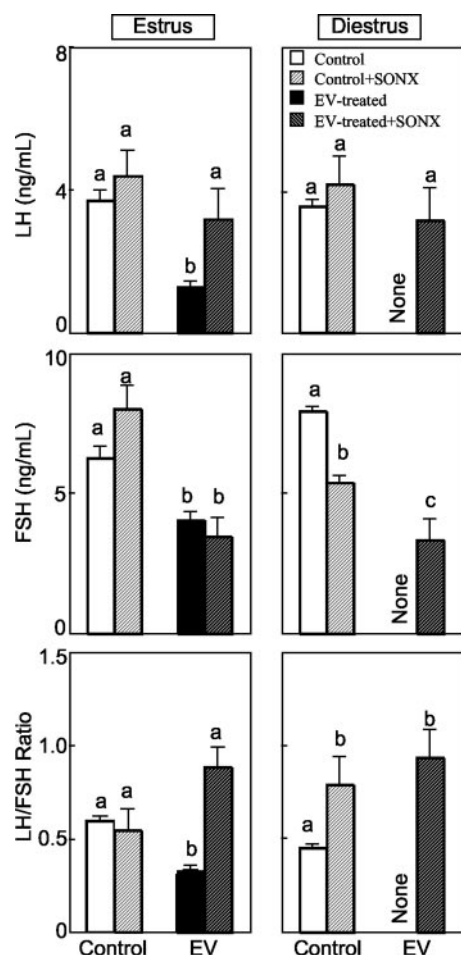 Estrus
Diestrus
8
4
0
LH (ng/mL)
a
a
b
a
Control
Control+SONX
EV-treated
EV-treated+SONX
a
a
a
None
10
5
0
FSH (ng/mL)
a
a
b
b
a
b
c
None
1.5
1.0
0.5
0
LH/FSH Ratio
a
a
b
a
a
b
b
None
Control
EV
Control
EV